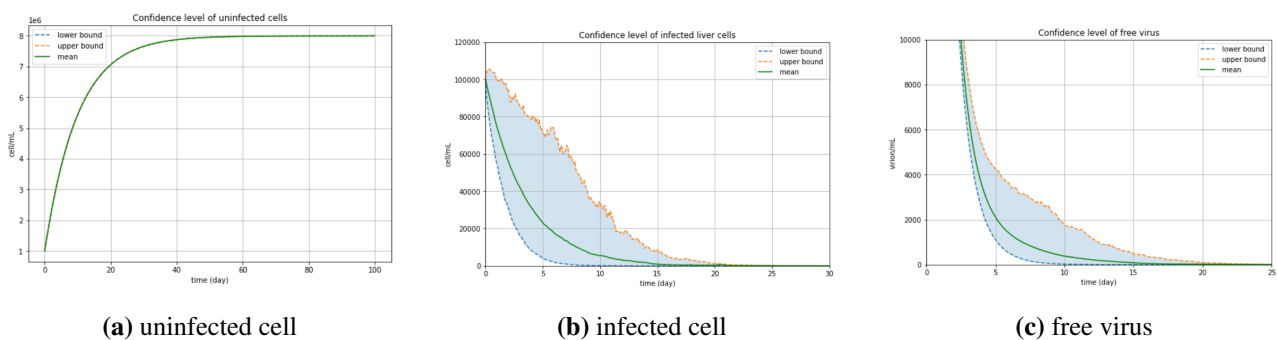 Confidence level of uninfected cells
1e6
8
7
6
5
4
3
2
1
cell/mL
lower bound
upper bound
mean
0 20 40 60 80 100
time (day)
(a) uninfected cell
Confidence level of infected liver cells
120000
100000
80000
60000
40000
20000
0
cell/mL
lower bound
upper bound
mean
0 5 10 15 20 25 30
time (day)
(b) infected cell
Confidence level of free virus
10000
8000
6000
4000
2000
0
virion/mL
lower bound
upper bound
mean
0 5 10 15 20 25
time (day)
(c) free virus